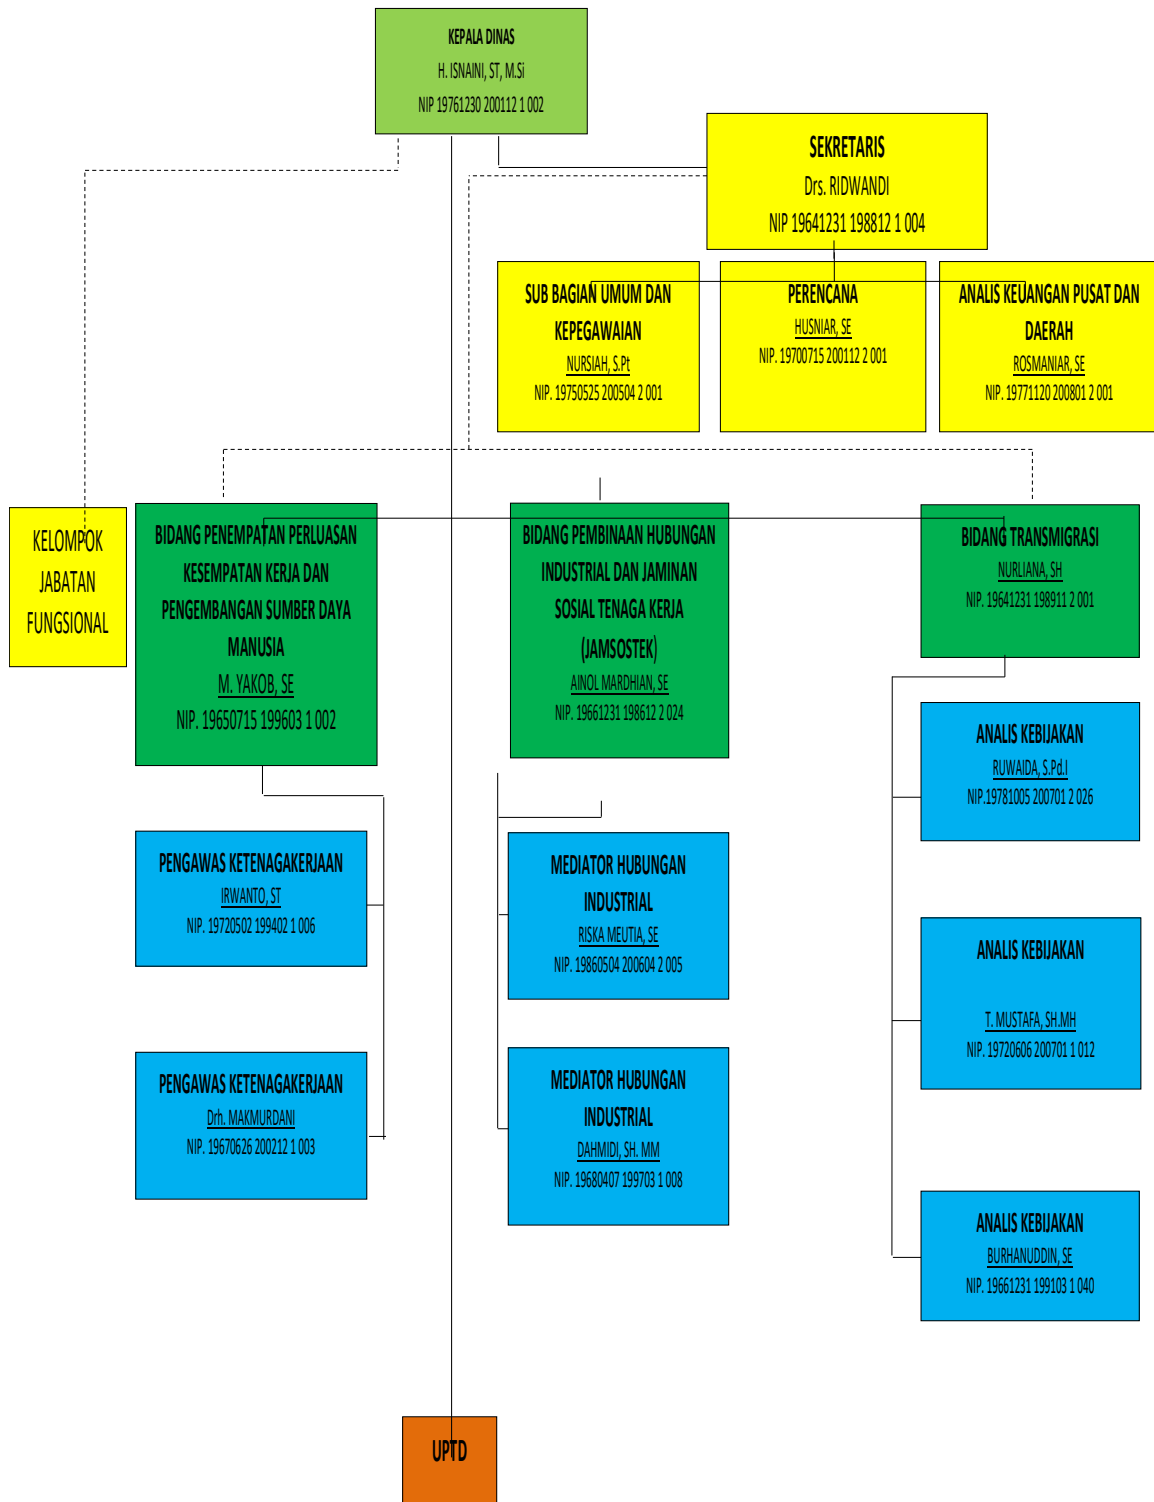 KEPALA DINAS
H. ISNAINI, ST, M.Si
NIP 19761230 200112 1 002
SEKRETARIS
Drs. RIDWANDI
NIP 19641231 198812 1 004
SUB BAGIAN UMUM DAN
KEPEGAWAIAN
NURSIAH, S.Pt
NIP. 19750525 200504 2 001
PERENCANA
HUSNIAR, SE
NIP. 19700715 200112 2 001
ANALIS KEUANGAN PUSAT DAN
DAERAH
ROSMANIAR, SE
NIP. 19771120 200801 2 001
KELOMPOK
JABATAN
FUNGSIONAL
BIDANG PENEMPATAN PERLUASAN
KESEMPATAN KERJA DAN
PENGEMBANGAN SUMBER DAYA
MANUSIA
M. YAKOB, SE
NIP. 19650715 199603 1 002
BIDANG PEMBINAAN HUBUNGAN
INDUSTRIAL DAN JAMINAN
SOSIAL TENAGA KERJA
(JAMSOSTEK)
AINOL MARDHIAN, SE
NIP. 19661231 198612 2 024
BIDANG TRANSMIGRASI
NURLIANA, SH
NIP. 19641231 198911 2 001
PENGAWAS KETENAGAKERJAAN
IRWANTO, ST
NIP. 19720502 199402 1 006
PENGAWAS KETENAGAKERJAAN
Drh. MAKMURDANI
NIP. 19670626 200212 1 003
MEDIATOR HUBUNGAN
INDUSTRIAL
RISKA MEUTIA, SE
NIP. 19860504 200604 2 005
MEDIATOR HUBUNGAN
INDUSTRIAL
DAHMIDI, SH. MM
NIP. 19680407 199703 1 008
ANALIS KEBIJAKAN
RUWAIDA, S.Pd.I
NIP.19781005 200701 2 026
ANALIS KEBIJAKAN
T. MUSTAFA, SH.MH
NIP. 19720606 200701 1 012
ANALIS KEBIJAKAN
BURHANUDDIN, SE
NIP. 19661231 199103 1 040
UPTD